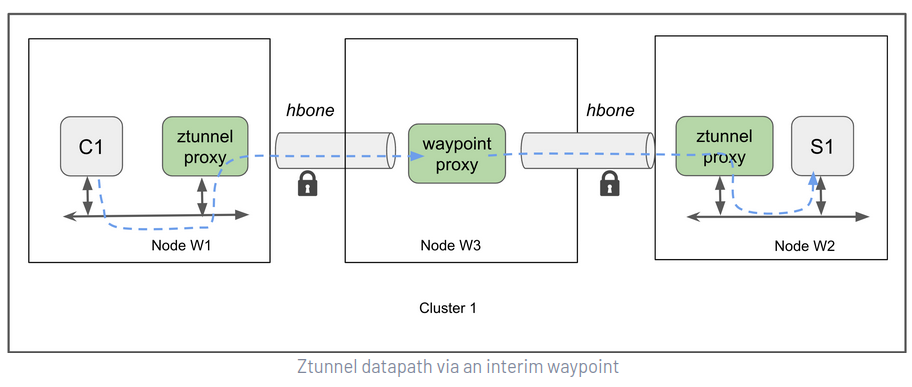 hbone
hbone
C1
ztunnel
proxy
waypoint
proxy
ztunnel
proxy
S1
Node W1
Node W3
Node W2
Cluster 1
Ztunnel datapath via an interim waypoint